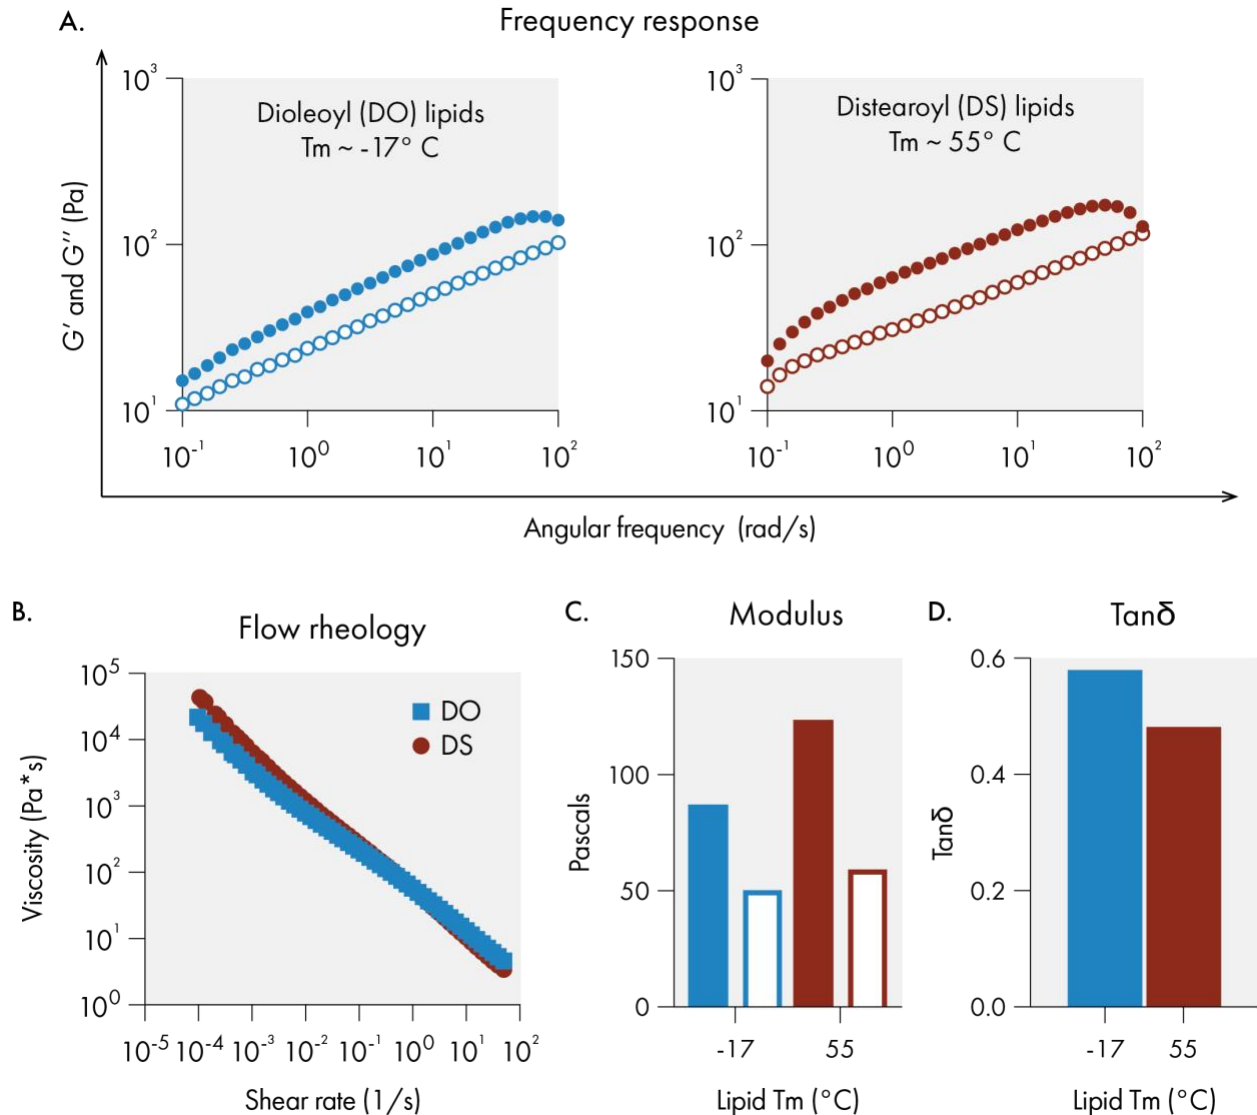 A.
Frequency response
G′ and G′′ (Pa)
10³
10²
10¹
Dioleoyl (DO) lipids
Tm ~ -17° C
10⁻¹ 10⁰ 10¹ 10²
10³
10²
10¹
Distearoyl (DS) lipids
Tm ~ 55° C
10⁻¹ 10⁰ 10¹ 10²
Angular frequency (rad/s)
B.
Flow rheology
Viscosity (Pa*s)
10⁵
10⁴
10³
10²
10¹
10⁰
DO
DS
10⁻⁵ 10⁻⁴ 10⁻³ 10⁻² 10⁻¹ 10⁰ 10¹ 10²
Shear rate (1/s)
C.
Modulus
Pascals
150
100
50
0
-17 55
Lipid Tm (°C)
D.
Tanδ
Tanδ
0.6
0.4
0.2
0.0
-17 55
Lipid Tm (°C)